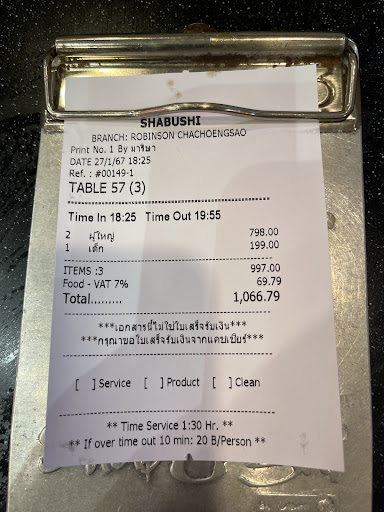 SHABUSHI
BRANCH: ROBINSON CHACHOENGSAO
Print No. 1 By มาริษา
DATE 27/1/67 18:25
Ref. : #00149-1
TABLE 57 (3)
Time In 18:25 Time Out 19:55
2 ผู้ใหญ่ 798.00
1 เด็ก 199.00
ITEMS :3 997.00
Food - VAT 7% 69.79
Total......... 1,066.79
***เอกสารนี้ไม่ใช่ใบเสร็จรับเงิน***
***กรุณาขอใบเสร็จรับเงินจากแคชเชียร์***
[ ] Service [ ] Product [ ] Clean
** Time Service 1:30 Hr. **
** If over time out 10 min: 20 B/Person **